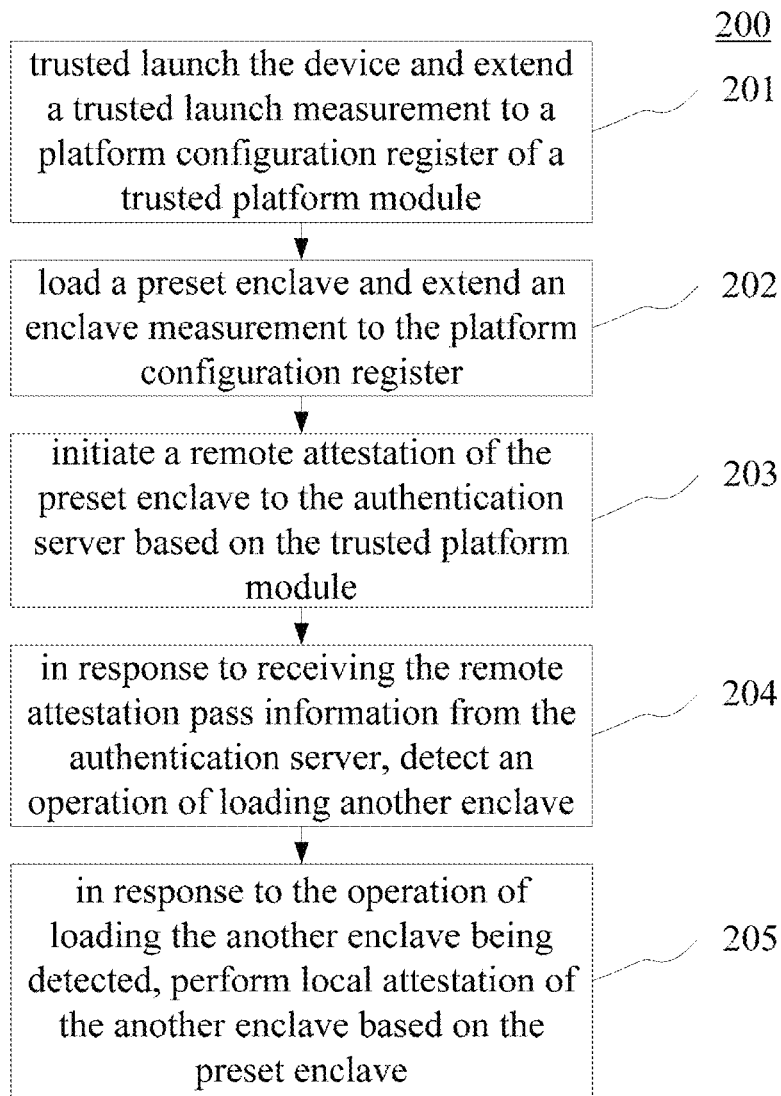 200
trusted launch the device and extend
a trusted launch measurement to a
platform configuration register of a
trusted platform module
201
load a preset enclave and extend an
enclave measurement to the platform
configuration register
202
initiate a remote attestation of the
preset enclave to the authentication
server based on the trusted platform
module
203
in response to receiving the remote
attestation pass information from the
authentication server, detect an
operation of loading another enclave
204
in response to the operation of
loading the another enclave being
detected, perform local attestation of
the another enclave based on the
preset enclave
205